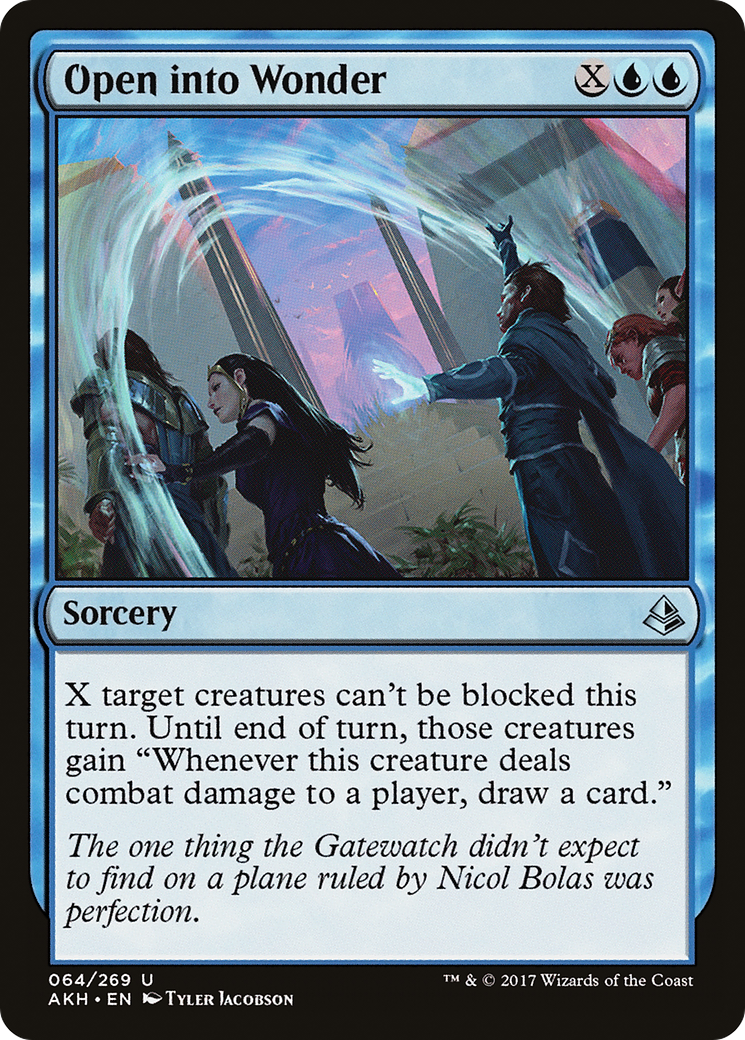 Open into Wonder X
Sorcery
X target creatures can't be blocked this
turn. Until end of turn, those creatures
gain “Whenever this creature deals
combat damage to a player, draw a card.”
The one thing the Gatewatch didn't expect
to find on a plane ruled by Nicol Bolas was
perfection.
064/269 U
™ & © 2017 Wizards of the Coast
AKH • EN Tyler Jacobson